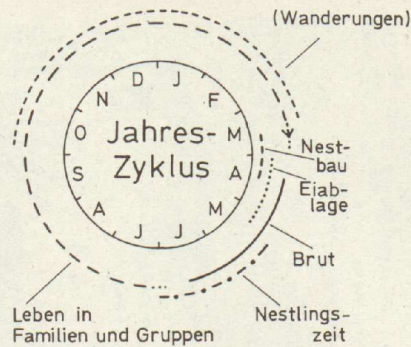 (Wanderungen)
D J
N F
O Jahres- M
S Zyklus A
A M
J J
Nest-
bau
Eiab-
lage
Brut
Leben in
Familien und Gruppen
Nestlings-
zeit